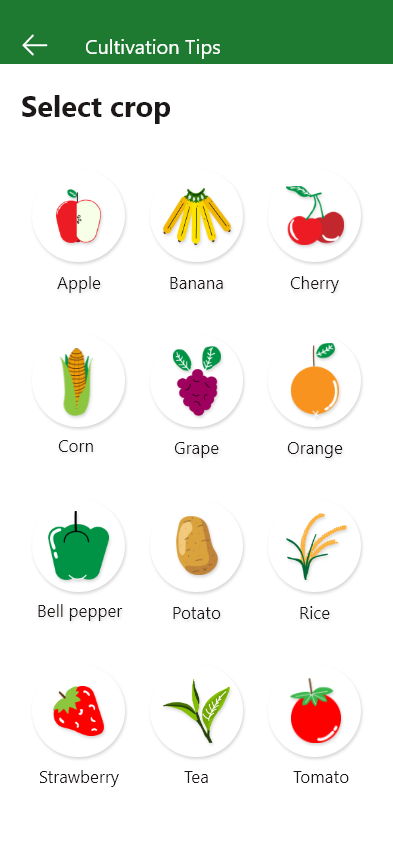 Cultivation Tips
Select crop
Apple
Banana
Cherry
Corn
Grape
Orange
Bell pepper
Potato
Rice
Strawberry
Tea
Tomato